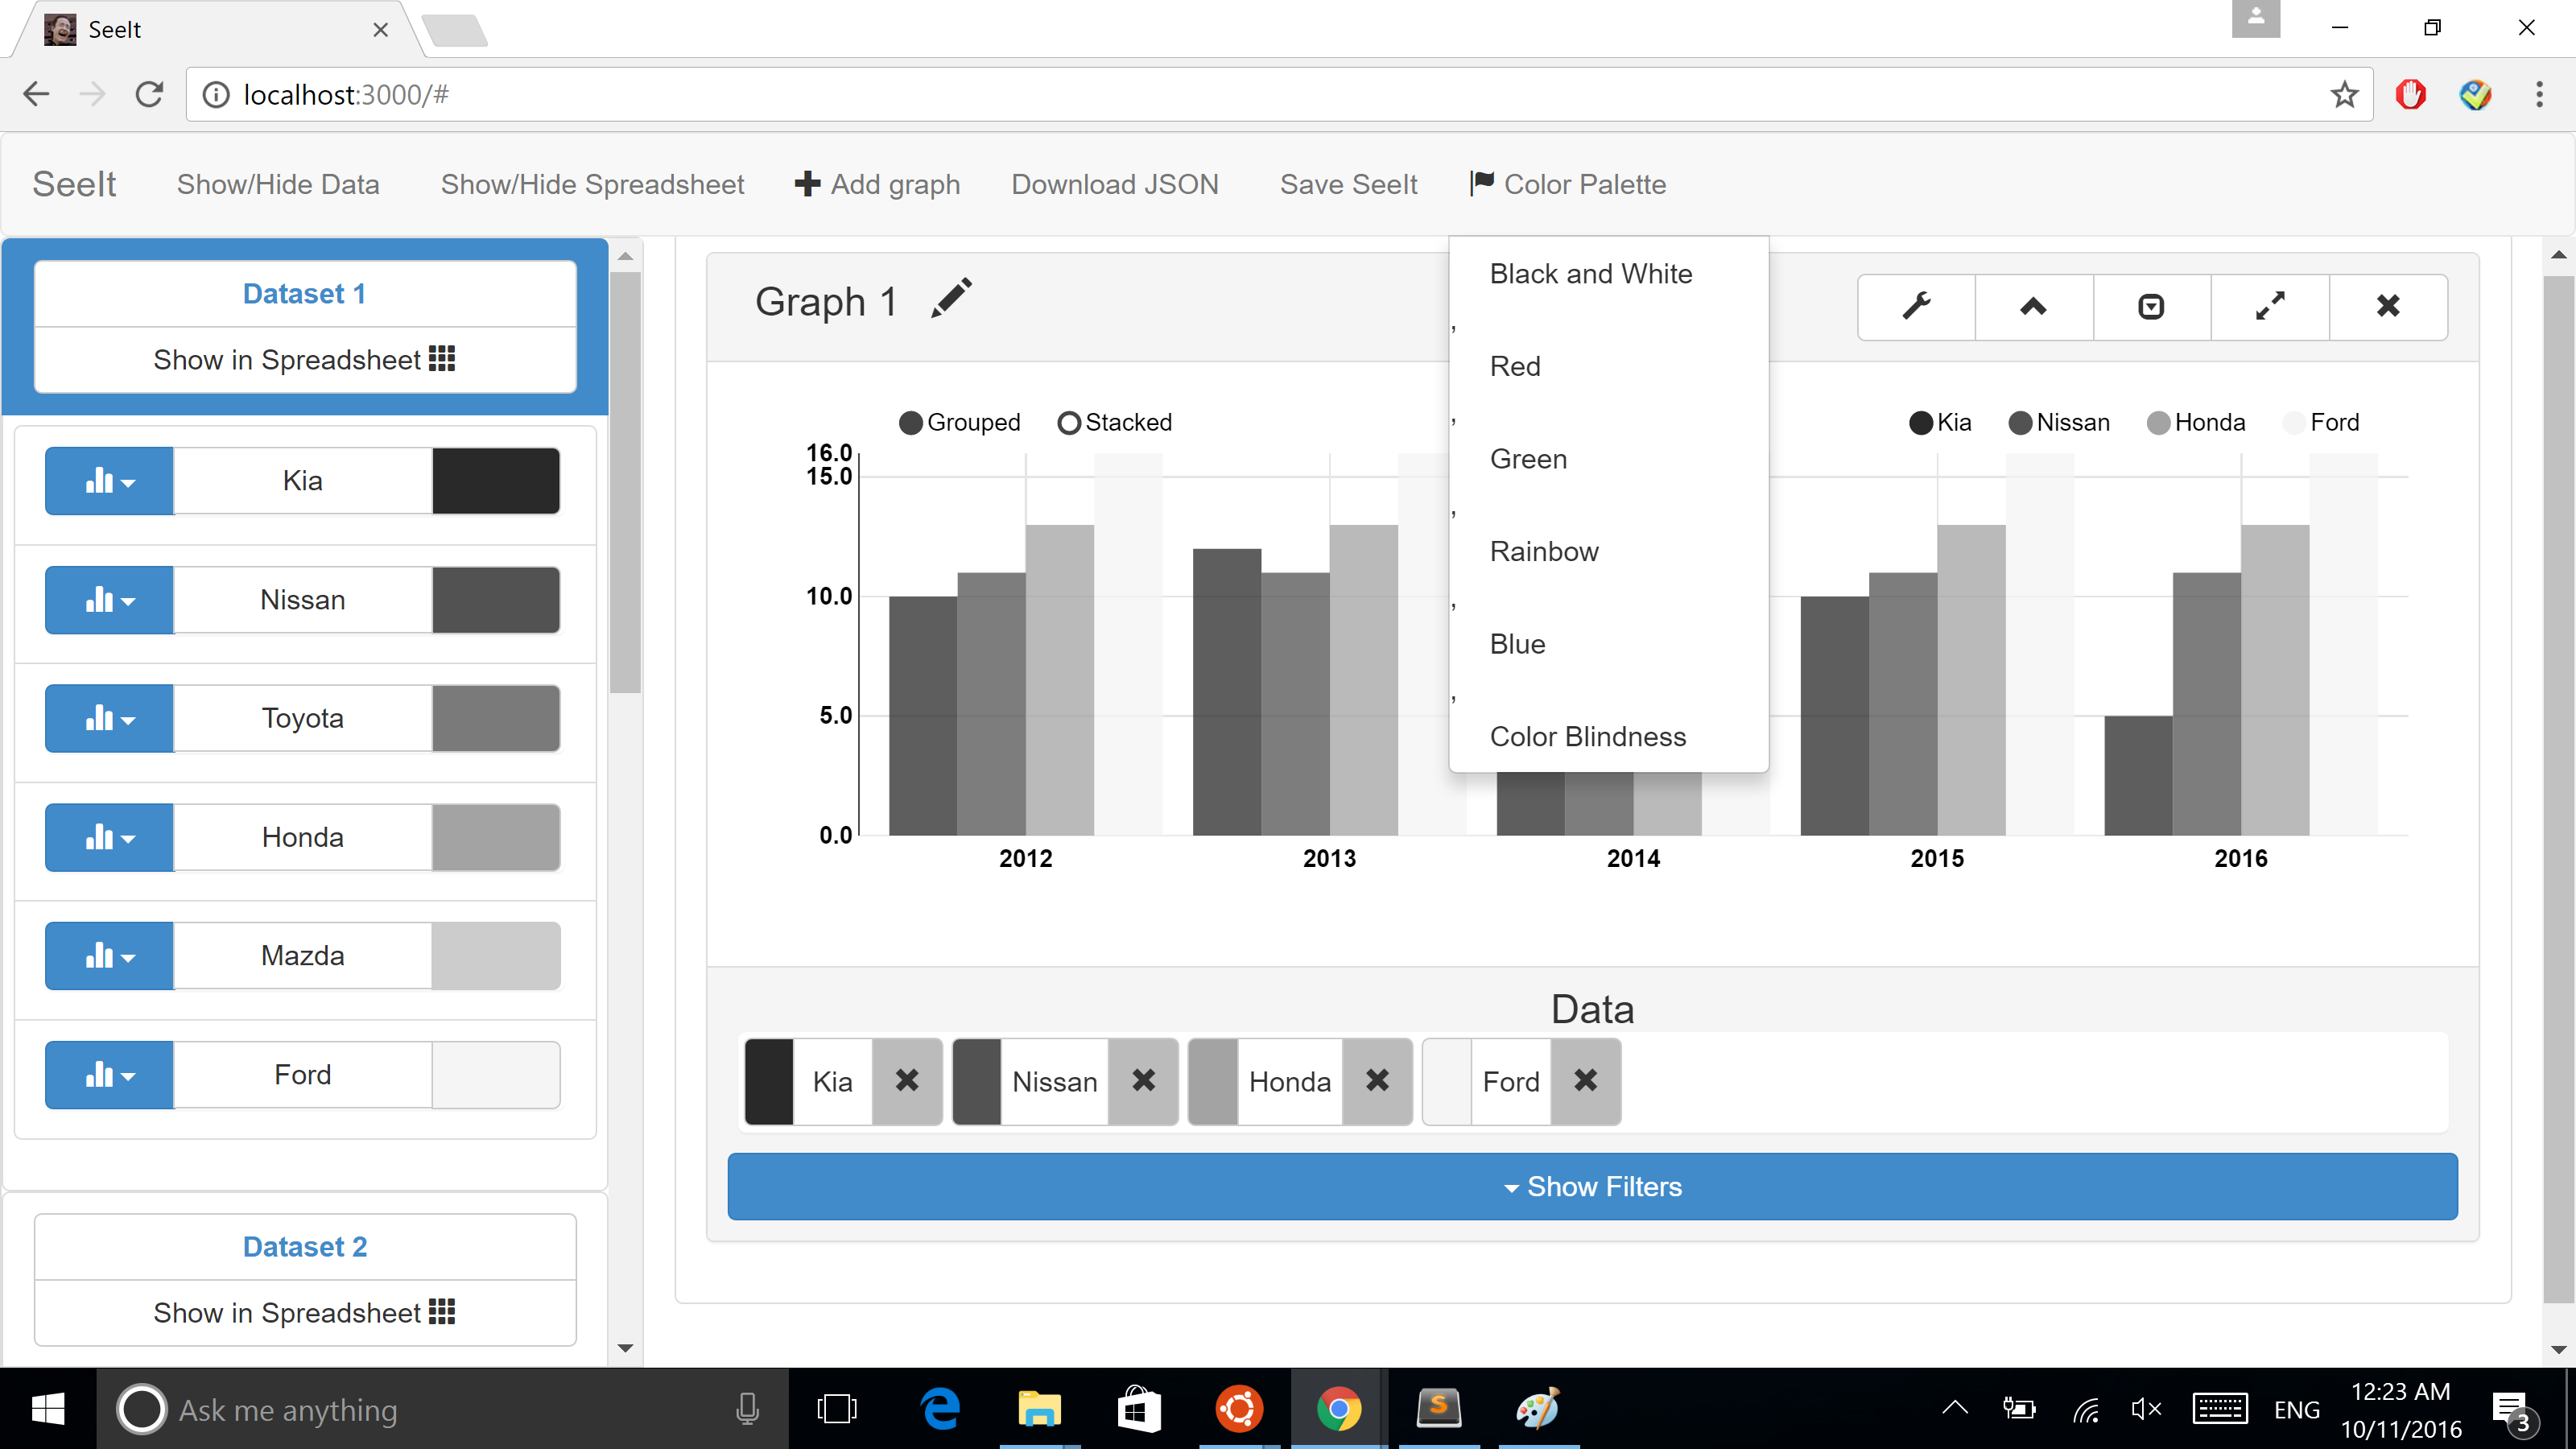 SeeIt
localhost:3000/#
SeeIt Show/Hide Data Show/Hide Spreadsheet Add graph Download JSON Save SeeIt Color Palette
Dataset 1
Show in Spreadsheet
Kia
Nissan
Toyota
Honda
Mazda
Ford
Dataset 2
Show in Spreadsheet
Graph 1
Black and White
,
Red
,
Green
,
Rainbow
,
Blue
,
Color Blindness
Grouped Stacked
Kia Nissan Honda Ford
16.0
15.0
10.0
5.0
0.0
2012 2013 2014 2015 2016
Data
Kia Nissan Honda Ford
Show Filters
Ask me anything
ENG
12:23 AM
10/11/2016
3